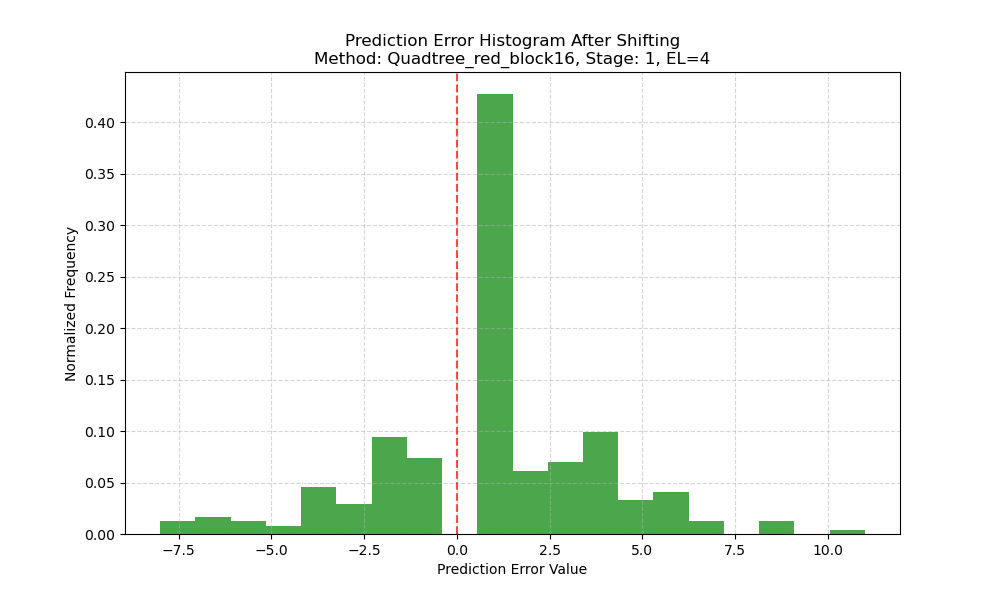 Prediction Error Histogram After Shifting
Method: Quadtree_red_block16, Stage: 1, EL=4
Normalized Frequency
0.40
0.35
0.30
0.25
0.20
0.15
0.10
0.05
0.00
−7.5 −5.0 −2.5 0.0 2.5 5.0 7.5 10.0
Prediction Error Value